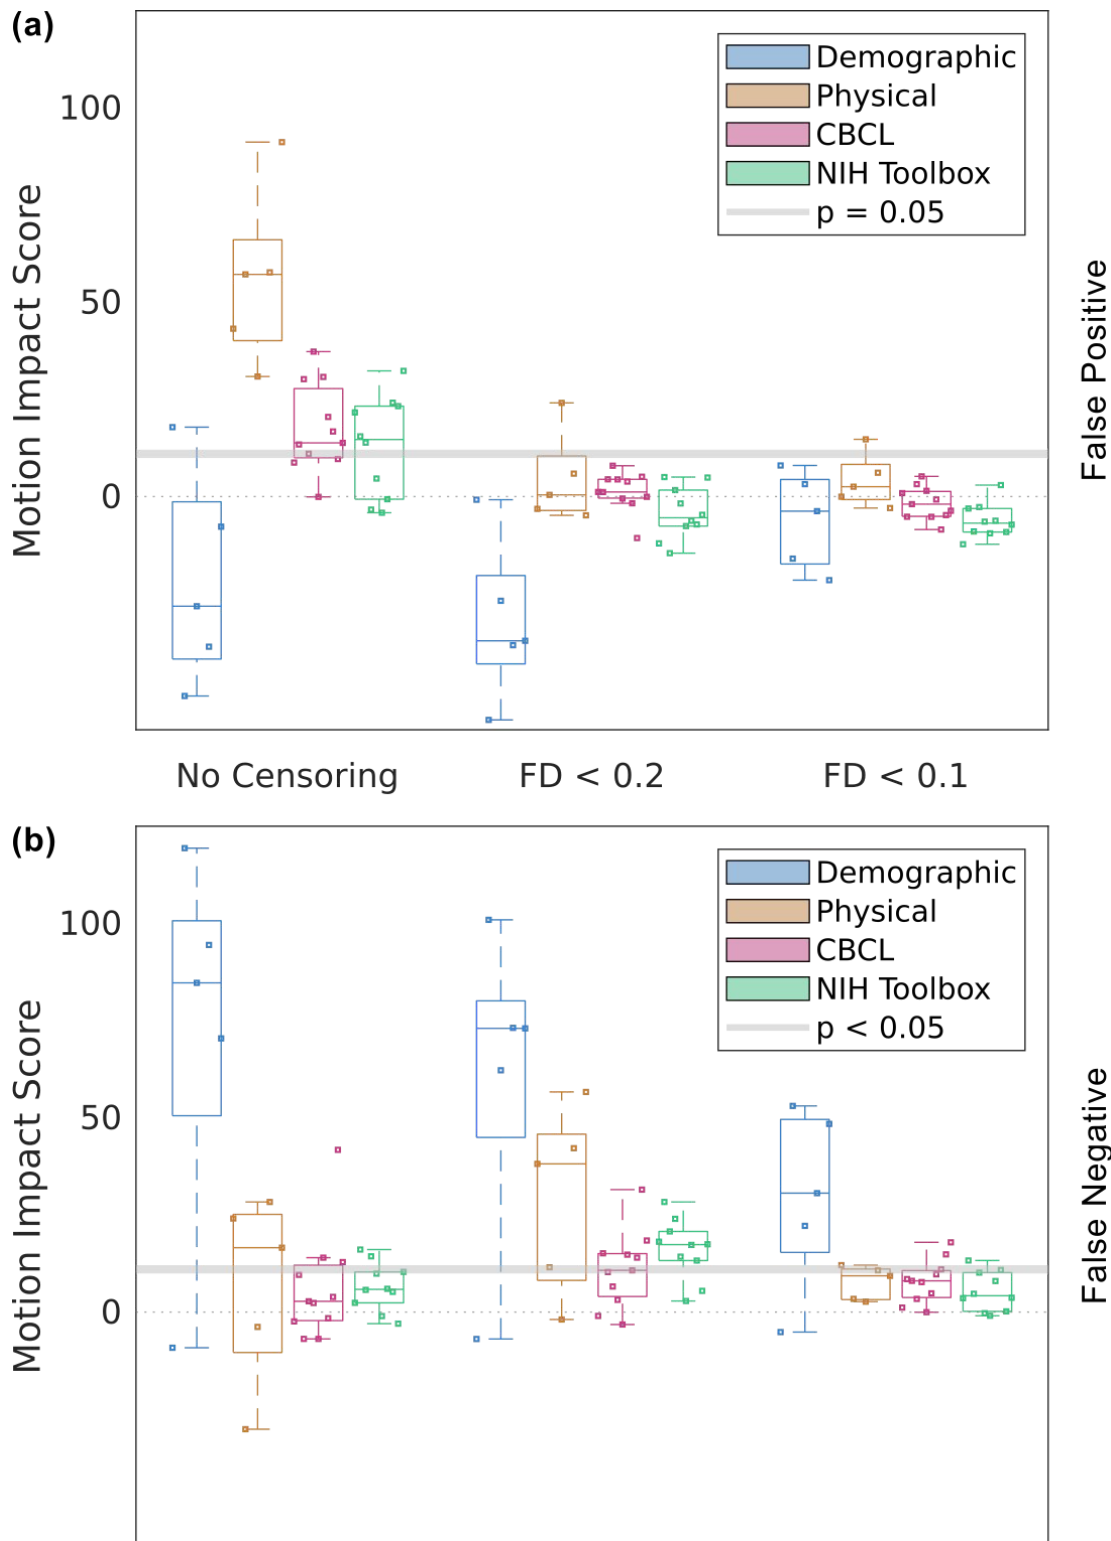 (a)
Motion Impact Score
100
50
0
Demographic
Physical
CBCL
NIH Toolbox
p = 0.05
False Positive
No Censoring
FD < 0.2
FD < 0.1
(b)
Motion Impact Score
100
50
0
Demographic
Physical
CBCL
NIH Toolbox
p < 0.05
False Negative